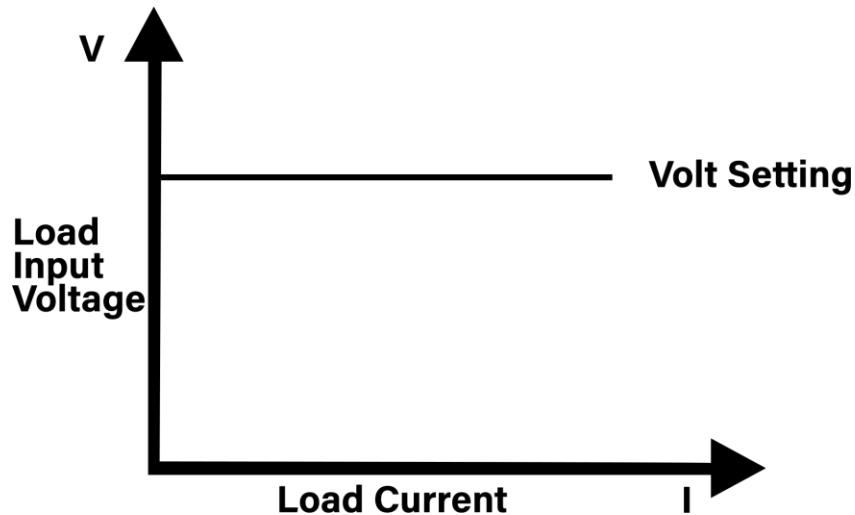 V
Volt Setting
Load
Input
Voltage
Load Current
I